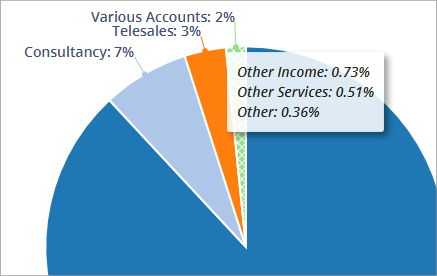 Various Accounts: 2%
Telesales: 3%
Consultancy: 7%
Other Income: 0.73%
Other Services: 0.51%
Other: 0.36%